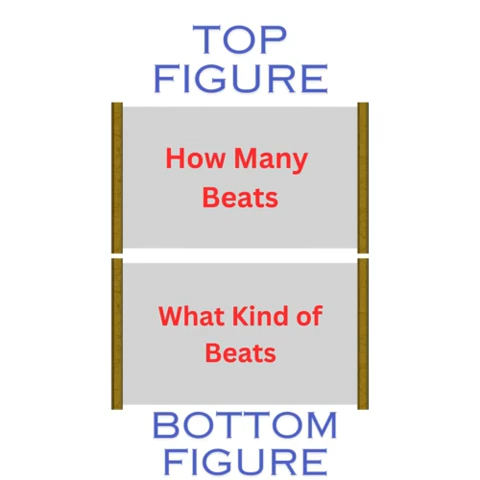 TOP
FIGURE
How Many
Beats
What Kind of
Beats
BOTTOM
FIGURE